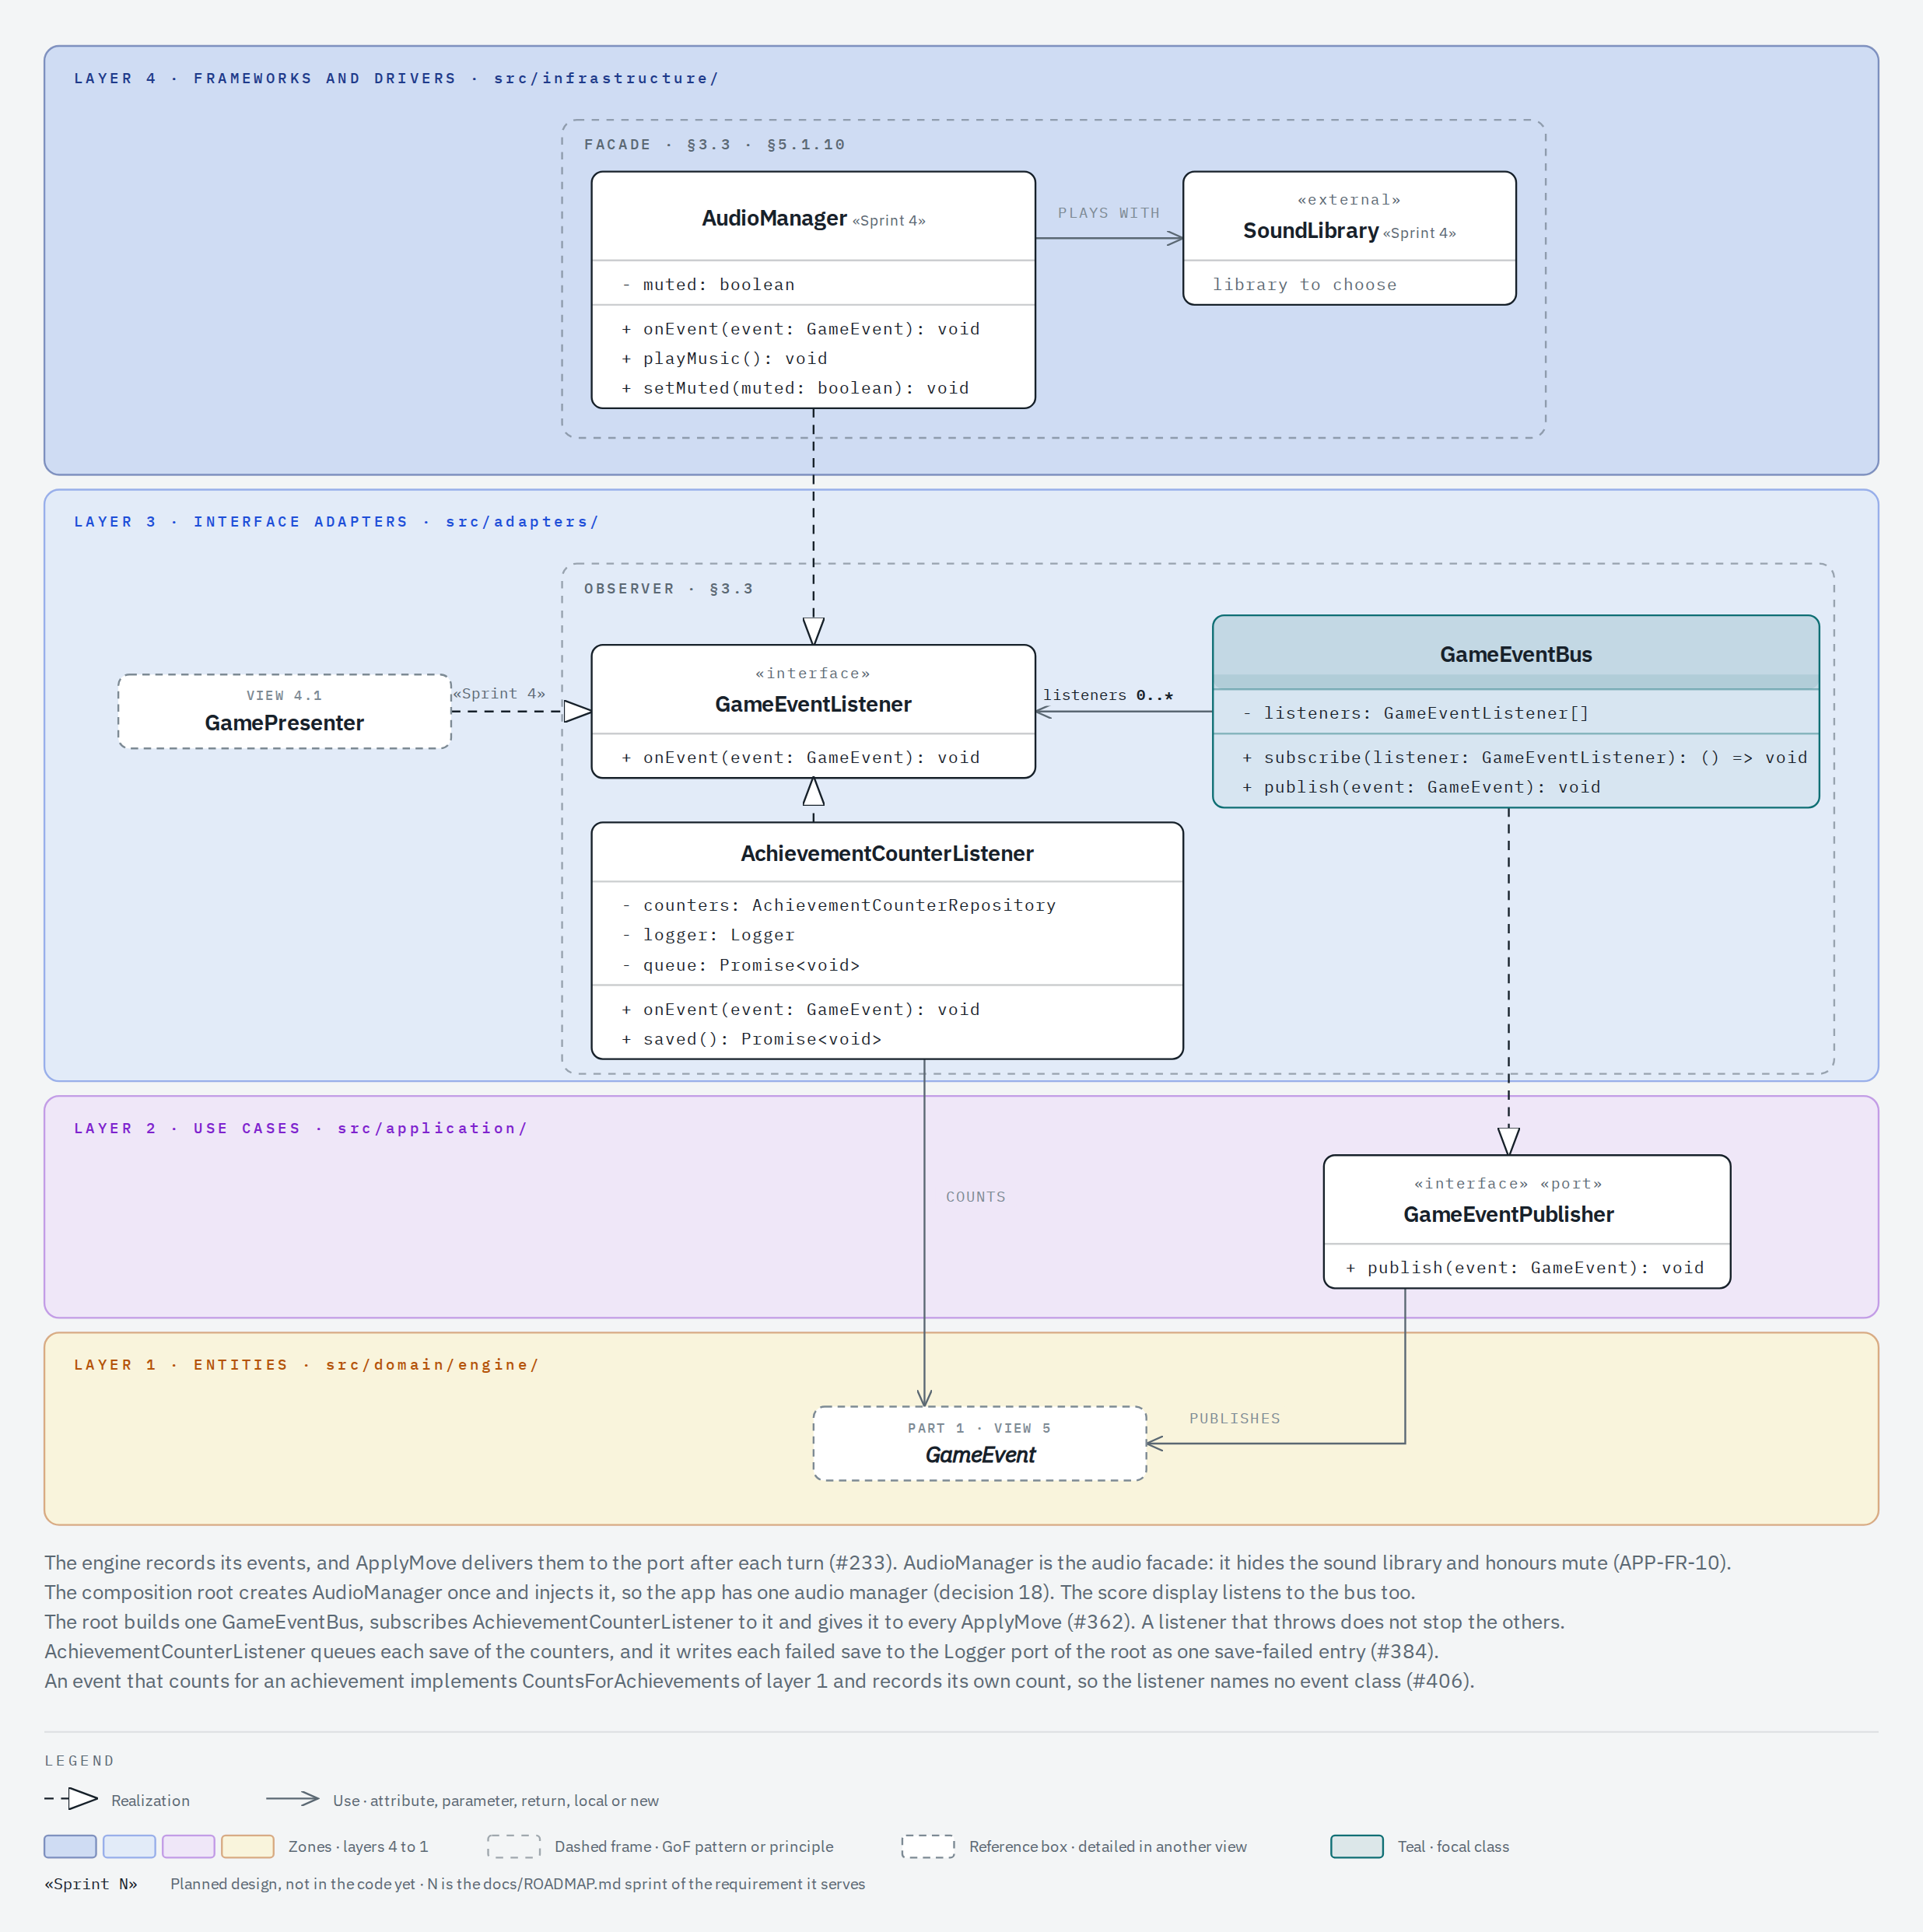 LAYER 4 · FRAMEWORKS AND DRIVERS · src/infrastructure/
FACADE · §3.3 · §5.1.10
AudioManager «Sprint 4»
- muted: boolean
+ onEvent(event: GameEvent): void
+ playMusic(): void
+ setMuted(muted: boolean): void
PLAYS WITH
«external»
SoundLibrary «Sprint 4»
library to choose
LAYER 3 · INTERFACE ADAPTERS · src/adapters/
OBSERVER · §3.3
VIEW 4.1
GamePresenter
«Sprint 4»
«interface»
GameEventListener
+ onEvent(event: GameEvent): void
listeners 0..*
GameEventBus
- listeners: GameEventListener[]
+ subscribe(listener: GameEventListener): () => void
+ publish(event: GameEvent): void
AchievementCounterListener
- counters: AchievementCounterRepository
- logger: Logger
- queue: Promise<void>
+ onEvent(event: GameEvent): void
+ saved(): Promise<void>
LAYER 2 · USE CASES · src/application/
COUNTS
«interface» «port»
GameEventPublisher
+ publish(event: GameEvent): void
LAYER 1 · ENTITIES · src/domain/engine/
PART 1 · VIEW 5
GameEvent
PUBLISHES
The engine records its events, and ApplyMove delivers them to the port after each turn (#233). AudioManager is the audio facade: it hides the sound library and honours mute (APP-FR-10).
The composition root creates AudioManager once and injects it, so the app has one audio manager (decision 18). The score display listens to the bus too.
The root builds one GameEventBus, subscribes AchievementCounterListener to it and gives it to every ApplyMove (#362). A listener that throws does not stop the others.
AchievementCounterListener queues each save of the counters, and it writes each failed save to the Logger port of the root as one save-failed entry (#384).
An event that counts for an achievement implements CountsForAchievements of layer 1 and records its own count, so the listener names no event class (#406).
LEGEND
Realization
Use · attribute, parameter, return, local or new
Zones · layers 4 to 1
Dashed frame · GoF pattern or principle
Reference box · detailed in another view
Teal · focal class
«Sprint N»
Planned design, not in the code yet · N is the docs/ROADMAP.md sprint of the requirement it serves